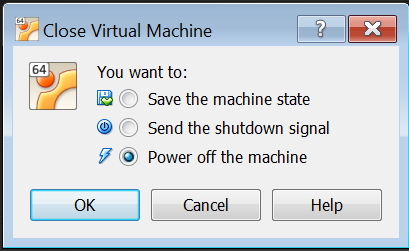 64 Close Virtual Machine ?
64
You want to:
Save the machine state
Send the shutdown signal
Power off the machine
OK Cancel Help